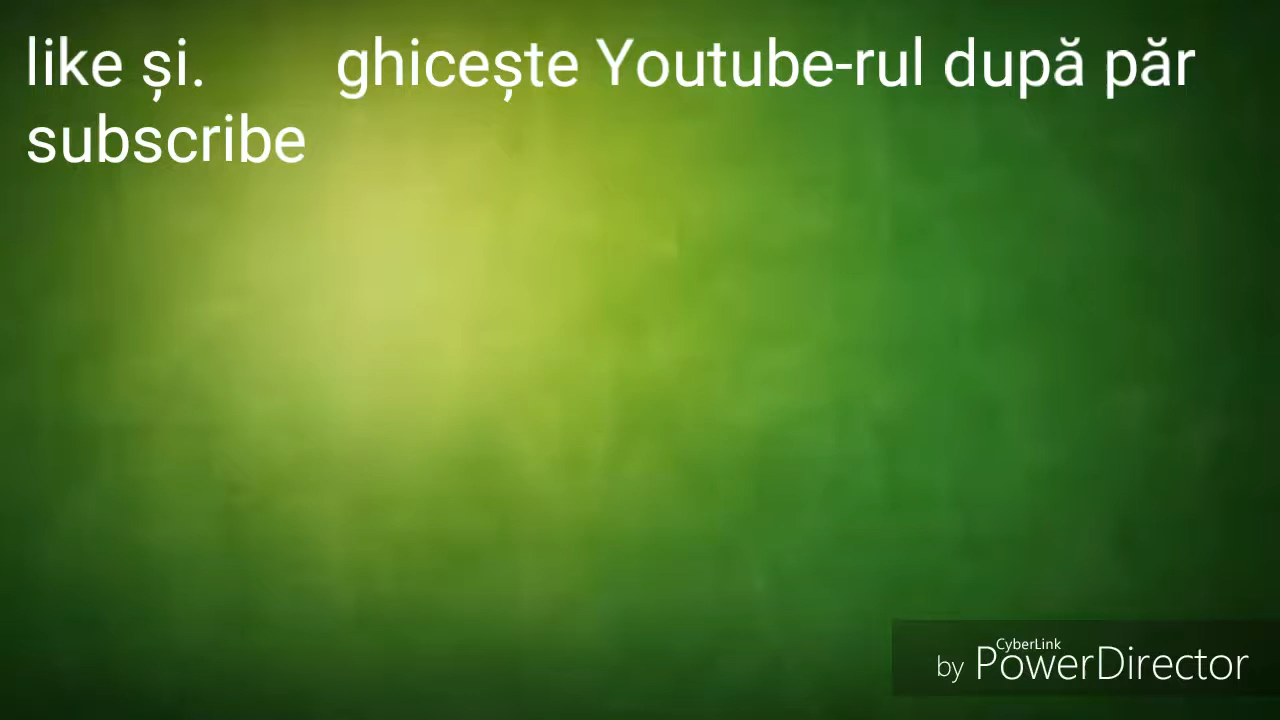 like și.
subscribe
ghicește Youtube-rul după păr
by CyberLink
PowerDirector